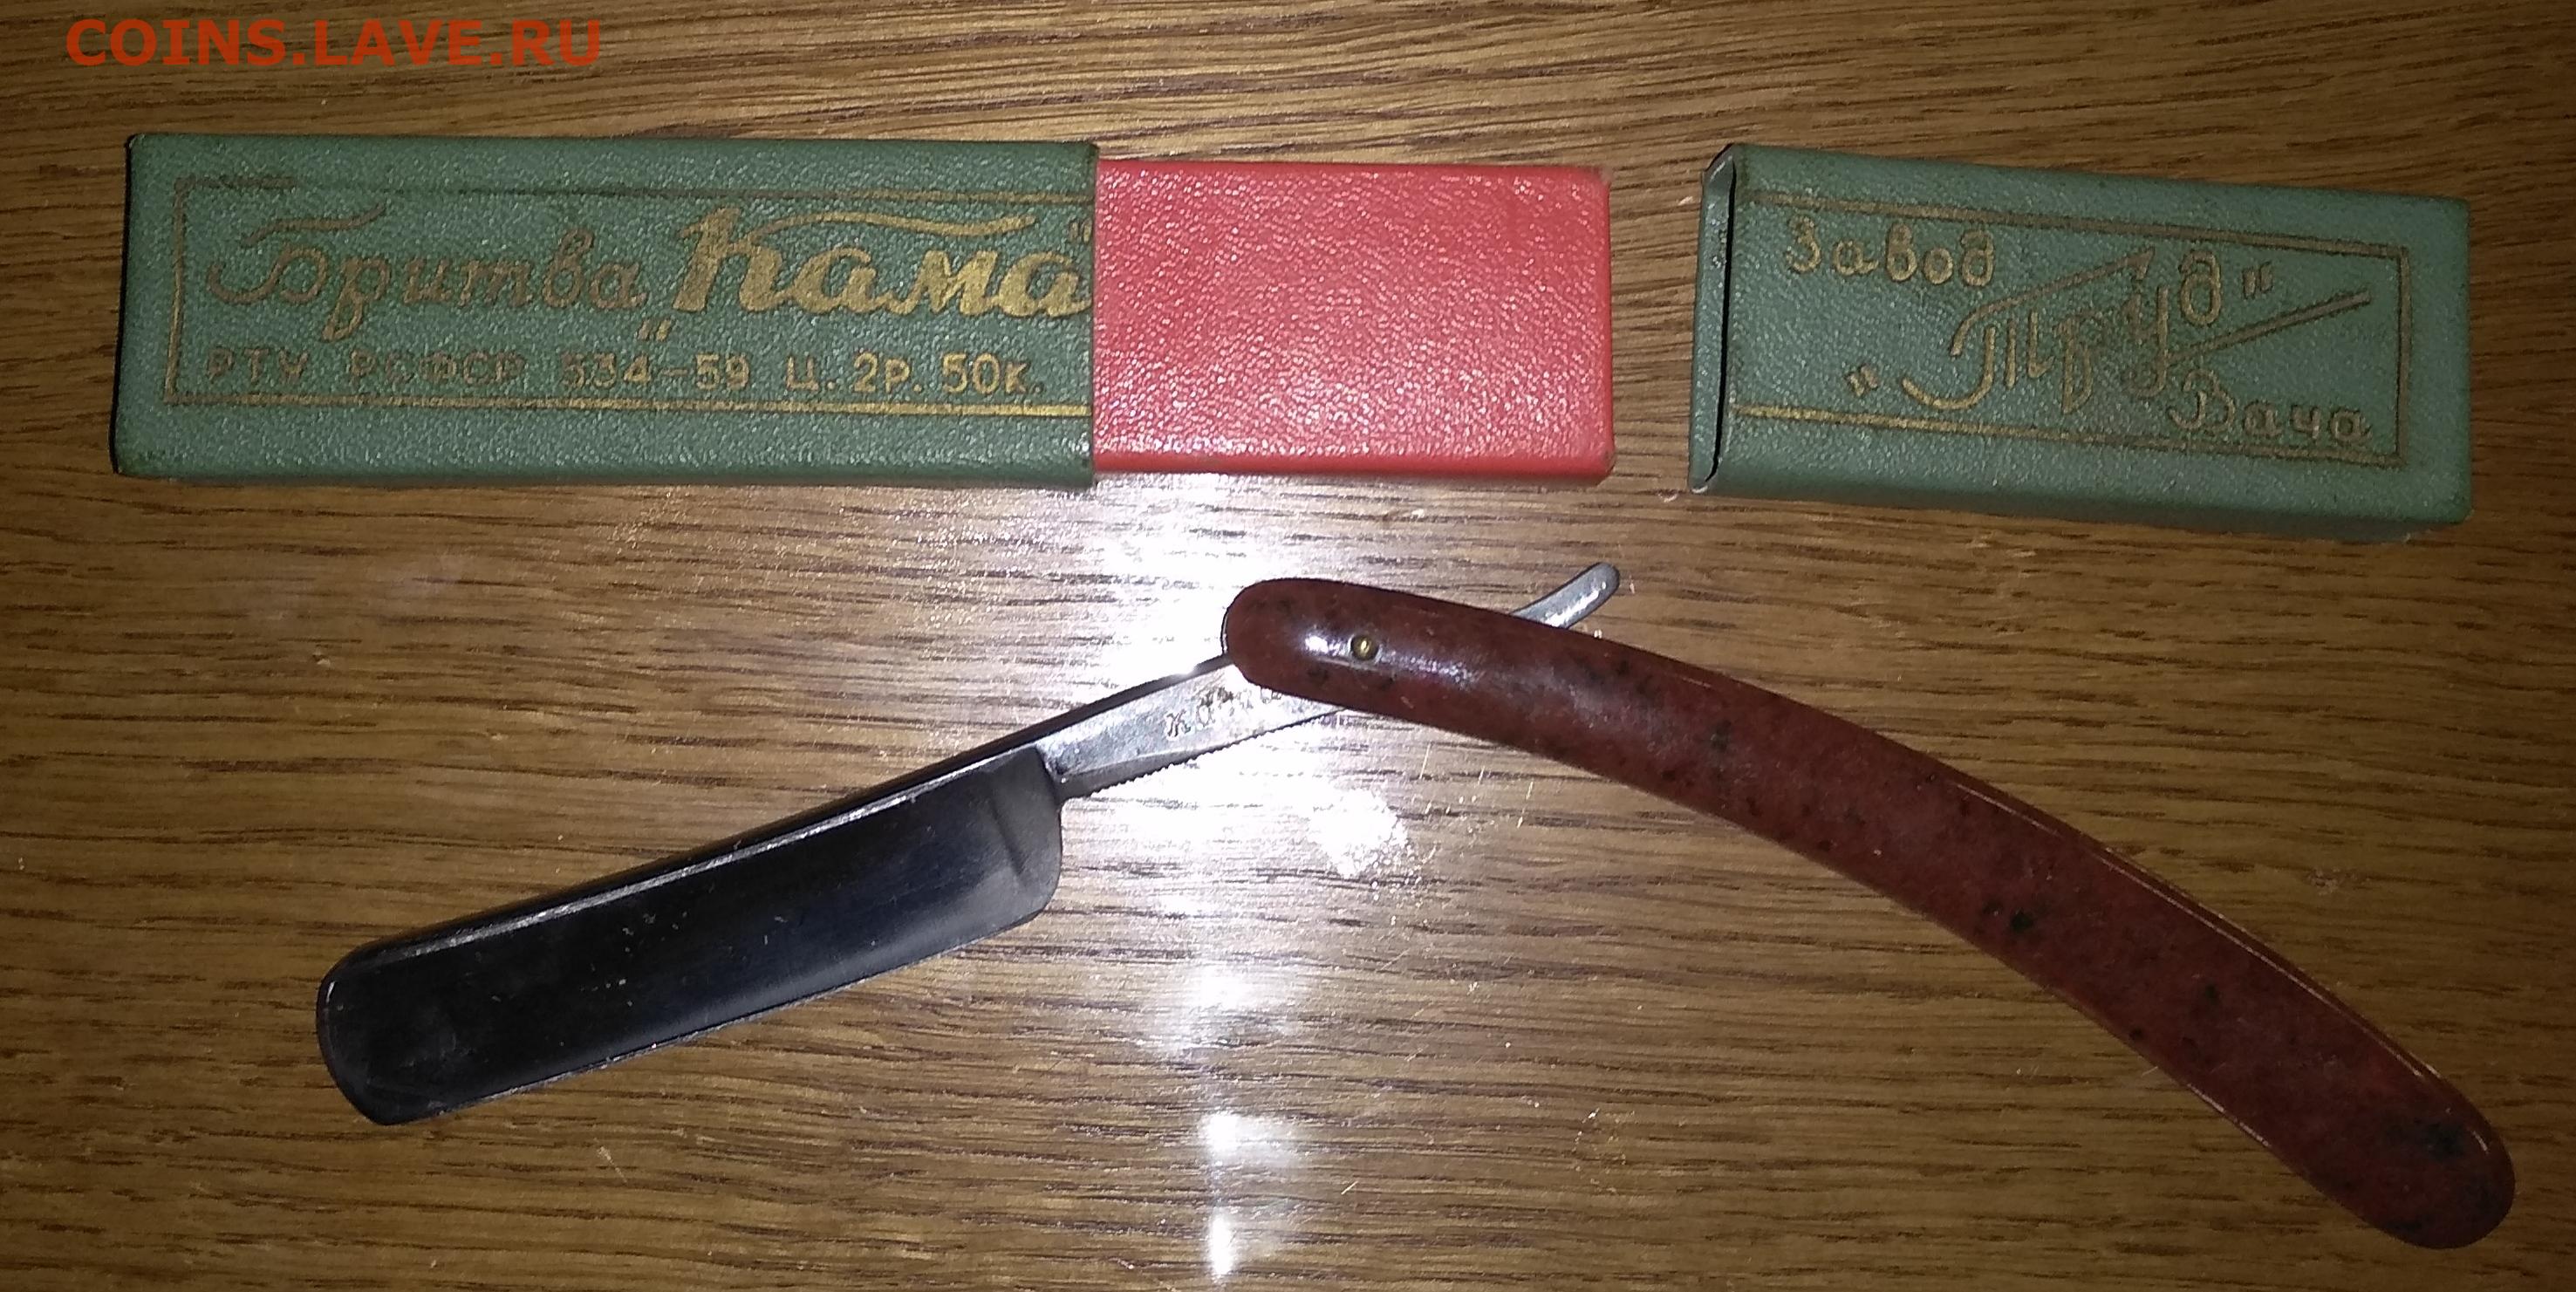 COINS.LAVE.RU
Бритва „Кама"
РТУ РСФСР 534-59 Ц. 2р. 50к.
Завод
„Труд"
Вача